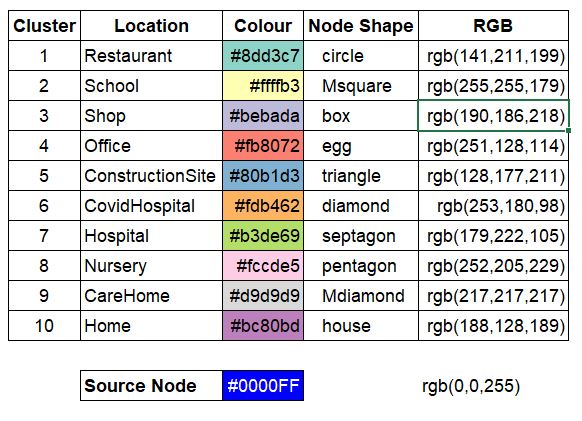 Cluster Location Colour Node Shape RGB
1 Restaurant #8dd3c7 circle rgb(141,211,199)
2 School #ffffb3 Msquare rgb(255,255,179)
3 Shop #bebada box rgb(190,186,218)
4 Office #fb8072 egg rgb(251,128,114)
5 ConstructionSite #80b1d3 triangle rgb(128,177,211)
6 CovidHospital #fdb462 diamond rgb(253,180,98)
7 Hospital #b3de69 septagon rgb(179,222,105)
8 Nursery #fccde5 pentagon rgb(252,205,229)
9 CareHome #d9d9d9 Mdiamond rgb(217,217,217)
10 Home #bc80bd house rgb(188,128,189)
Source Node #0000FF rgb(0,0,255)